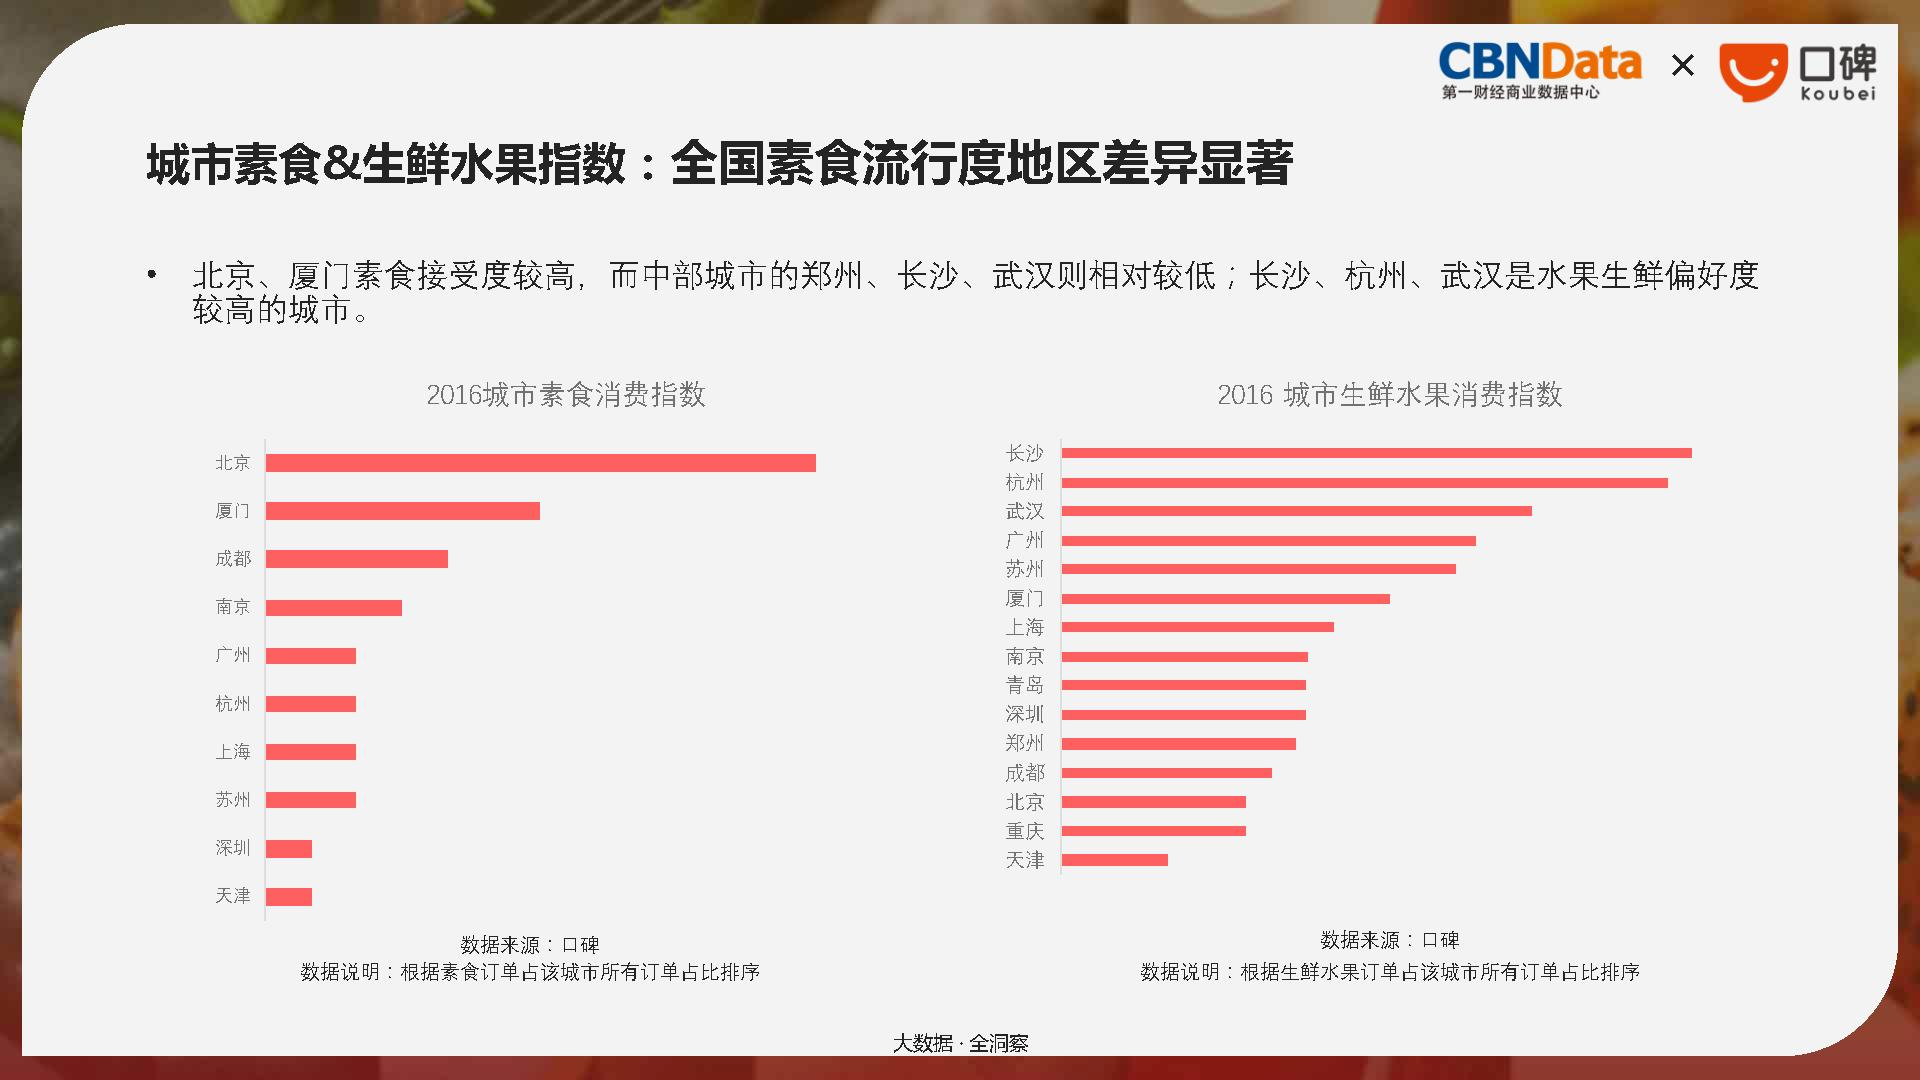 CBNData
第一财经商业数据中心
×
口碑
Koubei
城市素食&生鲜水果指数：全国素食流行度地区差异显著
• 北京、厦门素食接受度较高，而中部城市的郑州、长沙、武汉则相对较低；长沙、杭州、武汉是水果生鲜偏好度
较高的城市。
2016城市素食消费指数
北京
厦门
成都
南京
广州
杭州
上海
苏州
深圳
天津
数据来源：口碑
数据说明：根据素食订单占该城市所有订单占比排序
2016 城市生鲜水果消费指数
长沙
杭州
武汉
广州
苏州
厦门
上海
南京
青岛
深圳
郑州
成都
北京
重庆
天津
数据来源：口碑
数据说明：根据生鲜水果订单占该城市所有订单占比排序
大数据·全洞察